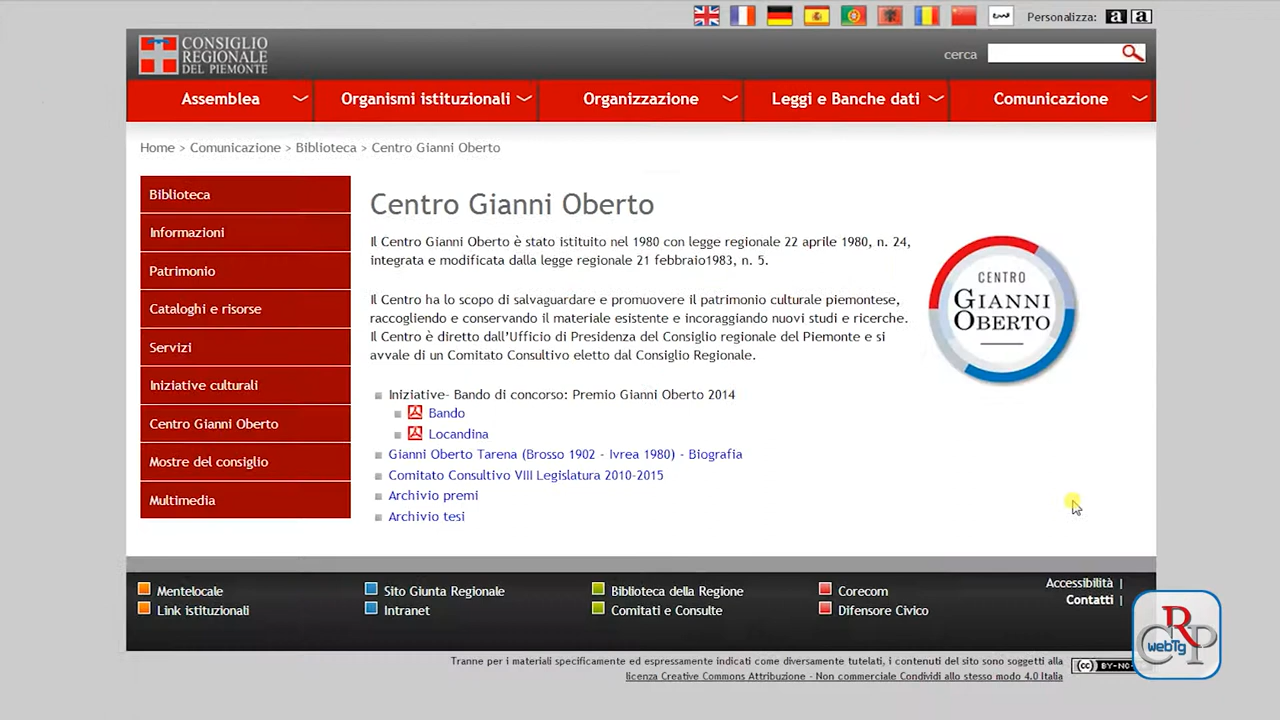 Personalizza: a a
CONSIGLIO
REGIONALE
DEL PIEMONTE
cerca
Assemblea
Organismi istituzionali
Organizzazione
Leggi e Banche dati
Comunicazione
Home > Comunicazione > Biblioteca > Centro Gianni Oberto
Biblioteca
Informazioni
Patrimonio
Cataloghi e risorse
Servizi
Iniziative culturali
Centro Gianni Oberto
Mostre del consiglio
Multimedia
Centro Gianni Oberto
Il Centro Gianni Oberto è stato istituito nel 1980 con legge regionale 22 aprile 1980, n. 24,
integrata e modificata dalla legge regionale 21 febbraio1983, n. 5.
Il Centro ha lo scopo di salvaguardare e promuovere il patrimonio culturale piemontese,
raccogliendo e conservando il materiale esistente e incoraggiando nuovi studi e ricerche.
Il Centro è diretto dall'Ufficio di Presidenza del Consiglio regionale del Piemonte e si
avvale di un Comitato Consultivo eletto dal Consiglio Regionale.
CENTRO
GIANNI
OBERTO
Iniziative- Bando di concorso: Premio Gianni Oberto 2014
Bando
Locandina
Gianni Oberto Tarena (Brosso 1902 - Ivrea 1980) - Biografia
Comitato Consultivo VIII Legislatura 2010-2015
Archivio premi
Archivio tesi
Mentelocale
Link istituzionali
Sito Giunta Regionale
Intranet
Biblioteca della Regione
Comitati e Consulte
Corecom
Difensore Civico
Accessibilità |
Contatti |
CRP
webTg
Tranne per i materiali specificamente ed espressamente indicati come diversamente tutelati, i contenuti del sito sono soggetti alla
licenza Creative Commons Attribuzione - Non commerciale Condividi allo stesso modo 4.0 Italia
(cc) BY-NO